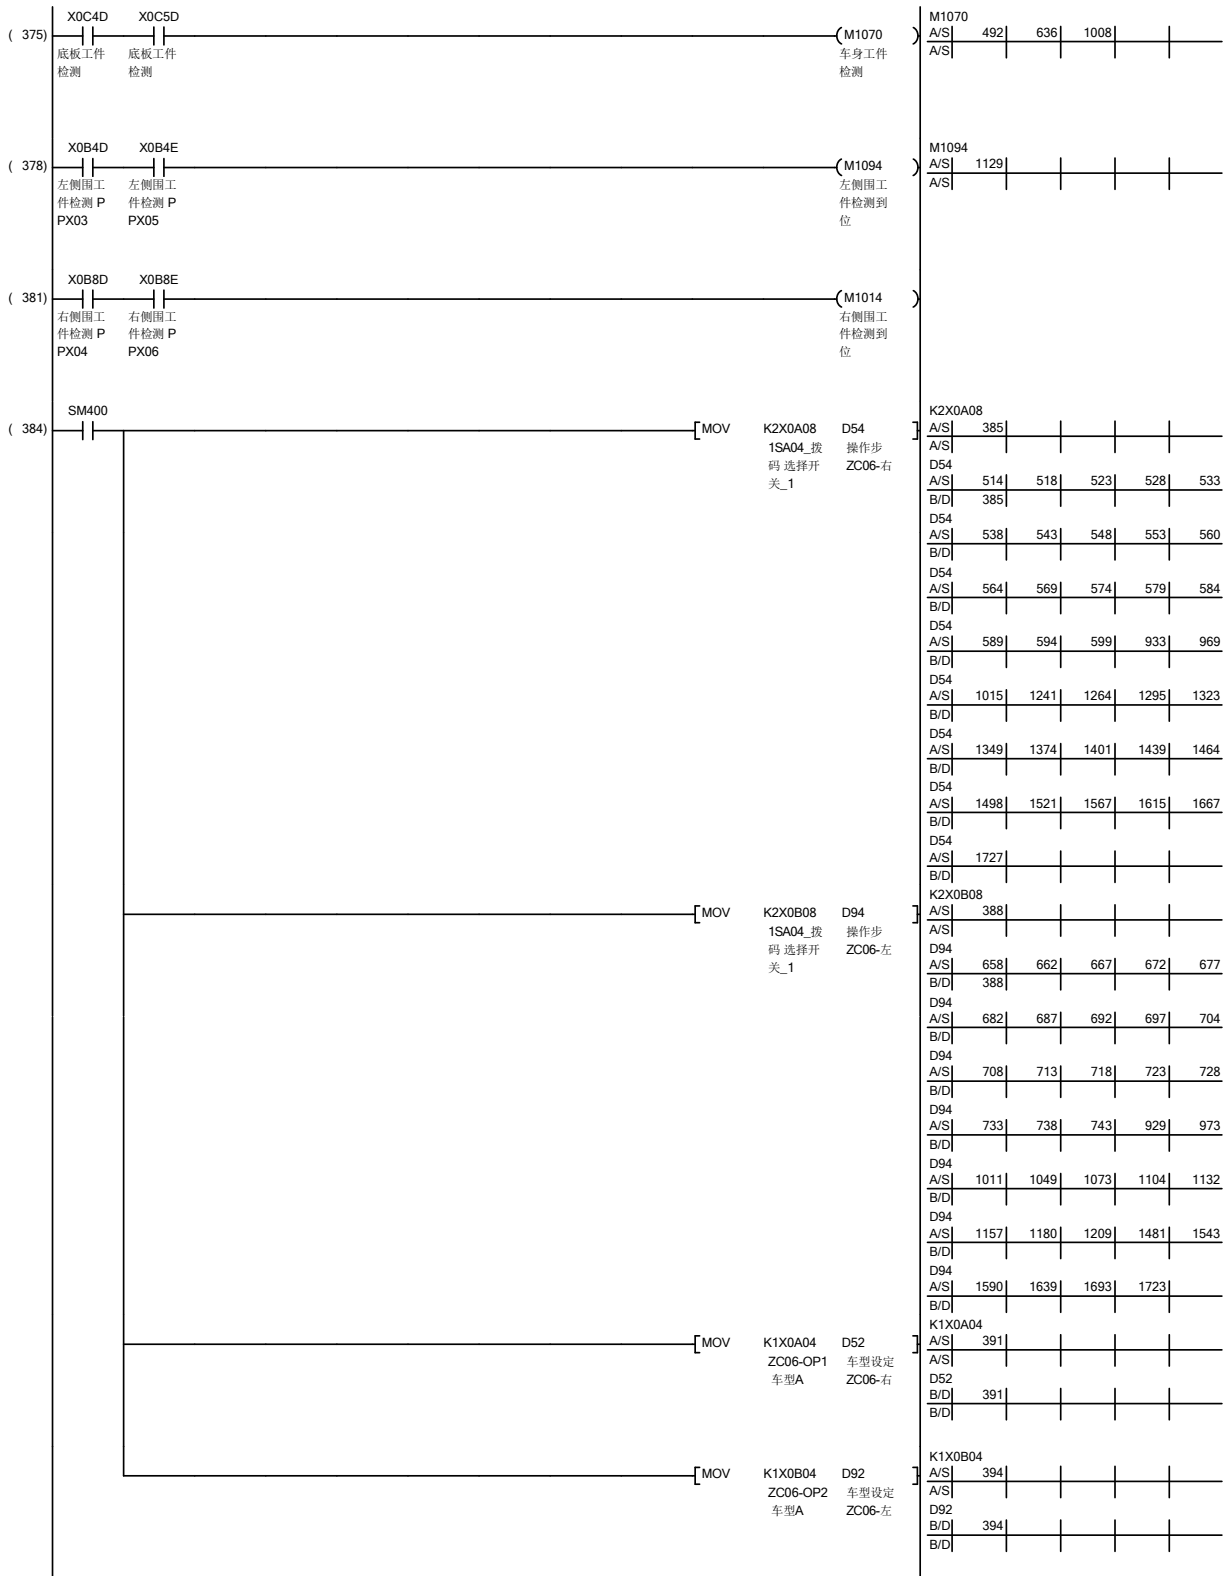 X0C4D X0C5D M1070
( 375) (M1070 ) A/S 492 636 1008
底板工件 底板工件 车身工件 A/S
检测 检测 检测
X0B4D X0B4E M1094
( 378) (M1094 ) A/S 1129
左侧围工 左侧围工 左侧围工 A/S
件检测 P 件检测 P 件检测到
PX03 PX05 位
X0B8D X0B8E
( 381) (M1014 )
右侧围工 右侧围工 右侧围工
件检测 P 件检测 P 件检测到
PX04 PX06 位
SM400 K2X0A08
( 384) [MOV K2X0A08 D54 ] A/S 385
1SA04_拨 操作步 A/S
码 选择开 ZC06-右 D54
关_1 A/S 514 518 523 528 533
B/D 385
D54
A/S 538 543 548 553 560
B/D
D54
A/S 564 569 574 579 584
B/D
D54
A/S 589 594 599 933 969
B/D
D54
A/S 1015 1241 1264 1295 1323
B/D
D54
A/S 1349 1374 1401 1439 1464
B/D
D54
A/S 1498 1521 1567 1615 1667
B/D
D54
A/S 1727
B/D
K2X0B08
[MOV K2X0B08 D94 ] A/S 388
1SA04_拨 操作步 A/S
码 选择开 ZC06-左 D94
关_1 A/S 658 662 667 672 677
B/D 388
D94
A/S 682 687 692 697 704
B/D
D94
A/S 708 713 718 723 728
B/D
D94
A/S 733 738 743 929 973
B/D
D94
A/S 1011 1049 1073 1104 1132
B/D
D94
A/S 1157 1180 1209 1481 1543
B/D
D94
A/S 1590 1639 1693 1723
B/D
K1X0A04
[MOV K1X0A04 D52 ] A/S 391
ZC06-OP1 车型设定 A/S
车型A ZC06-右 D52
B/D 391
B/D
K1X0B04
[MOV K1X0B04 D92 ] A/S 394
ZC06-OP2 车型设定 A/S
车型A ZC06-左 D92
B/D 394
B/D